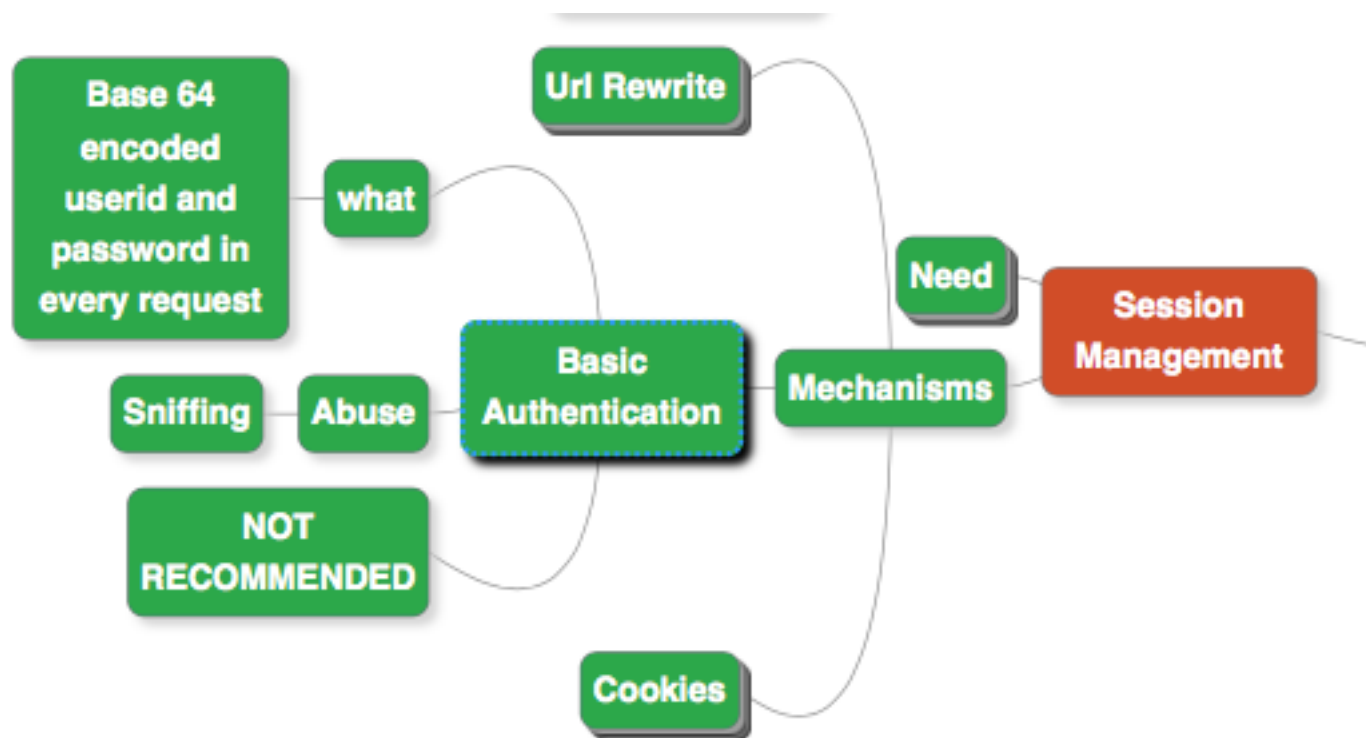 Url Rewrite
Base 64
encoded
userid and
password in
every request
what
Need
Session
Management
Basic
Authentication
Mechanisms
Sniffing
Abuse
NOT
RECOMMENDED
Cookies